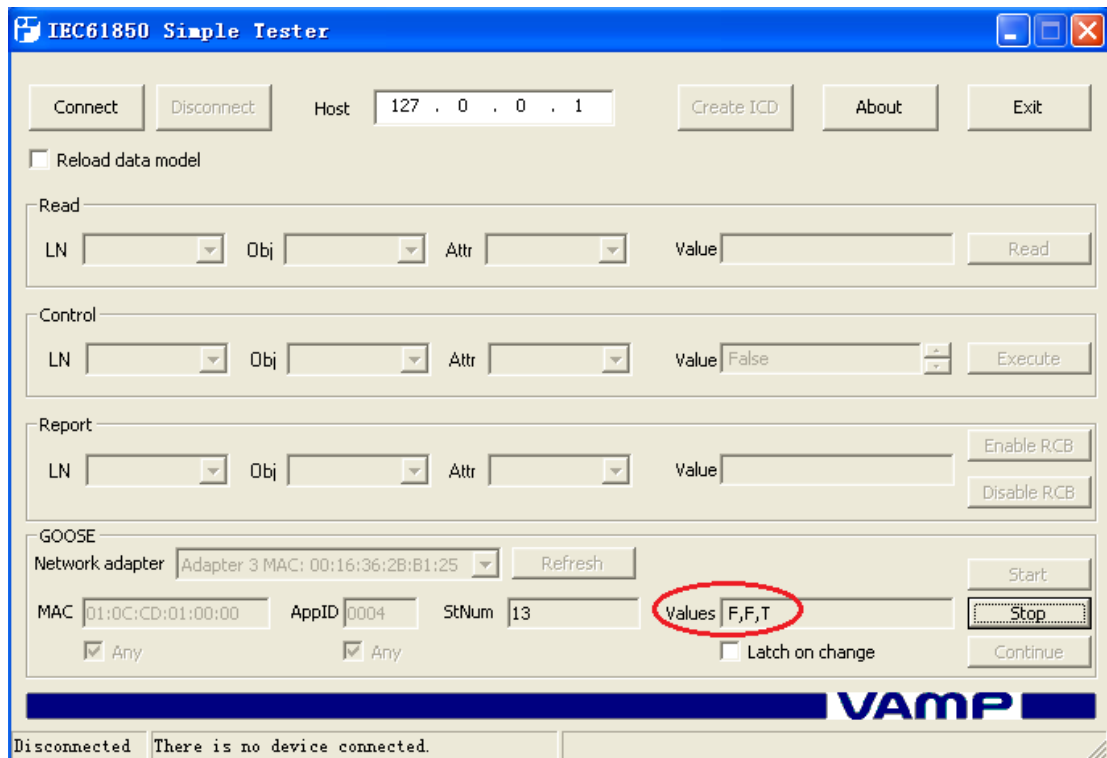 IEC61850 Simple Tester
Connect Disconnect Host 127 . 0 . 0 . 1 Create ICD About Exit
Reload data model
Read
LN Obj Attr Value Read
Control
LN Obj Attr Value False Execute
Report
Enable RCB
LN Obj Attr Value
Disable RCB
GOOSE
Network adapter Adapter 3 MAC: 00:16:36:2B:B1:25 Refresh
Start
MAC 01:0C:CD:01:00:00 AppID 0004 StNum 13 Values F,F,T Stop
Any Any Latch on change Continue
VAMP
Disconnected There is no device connected.